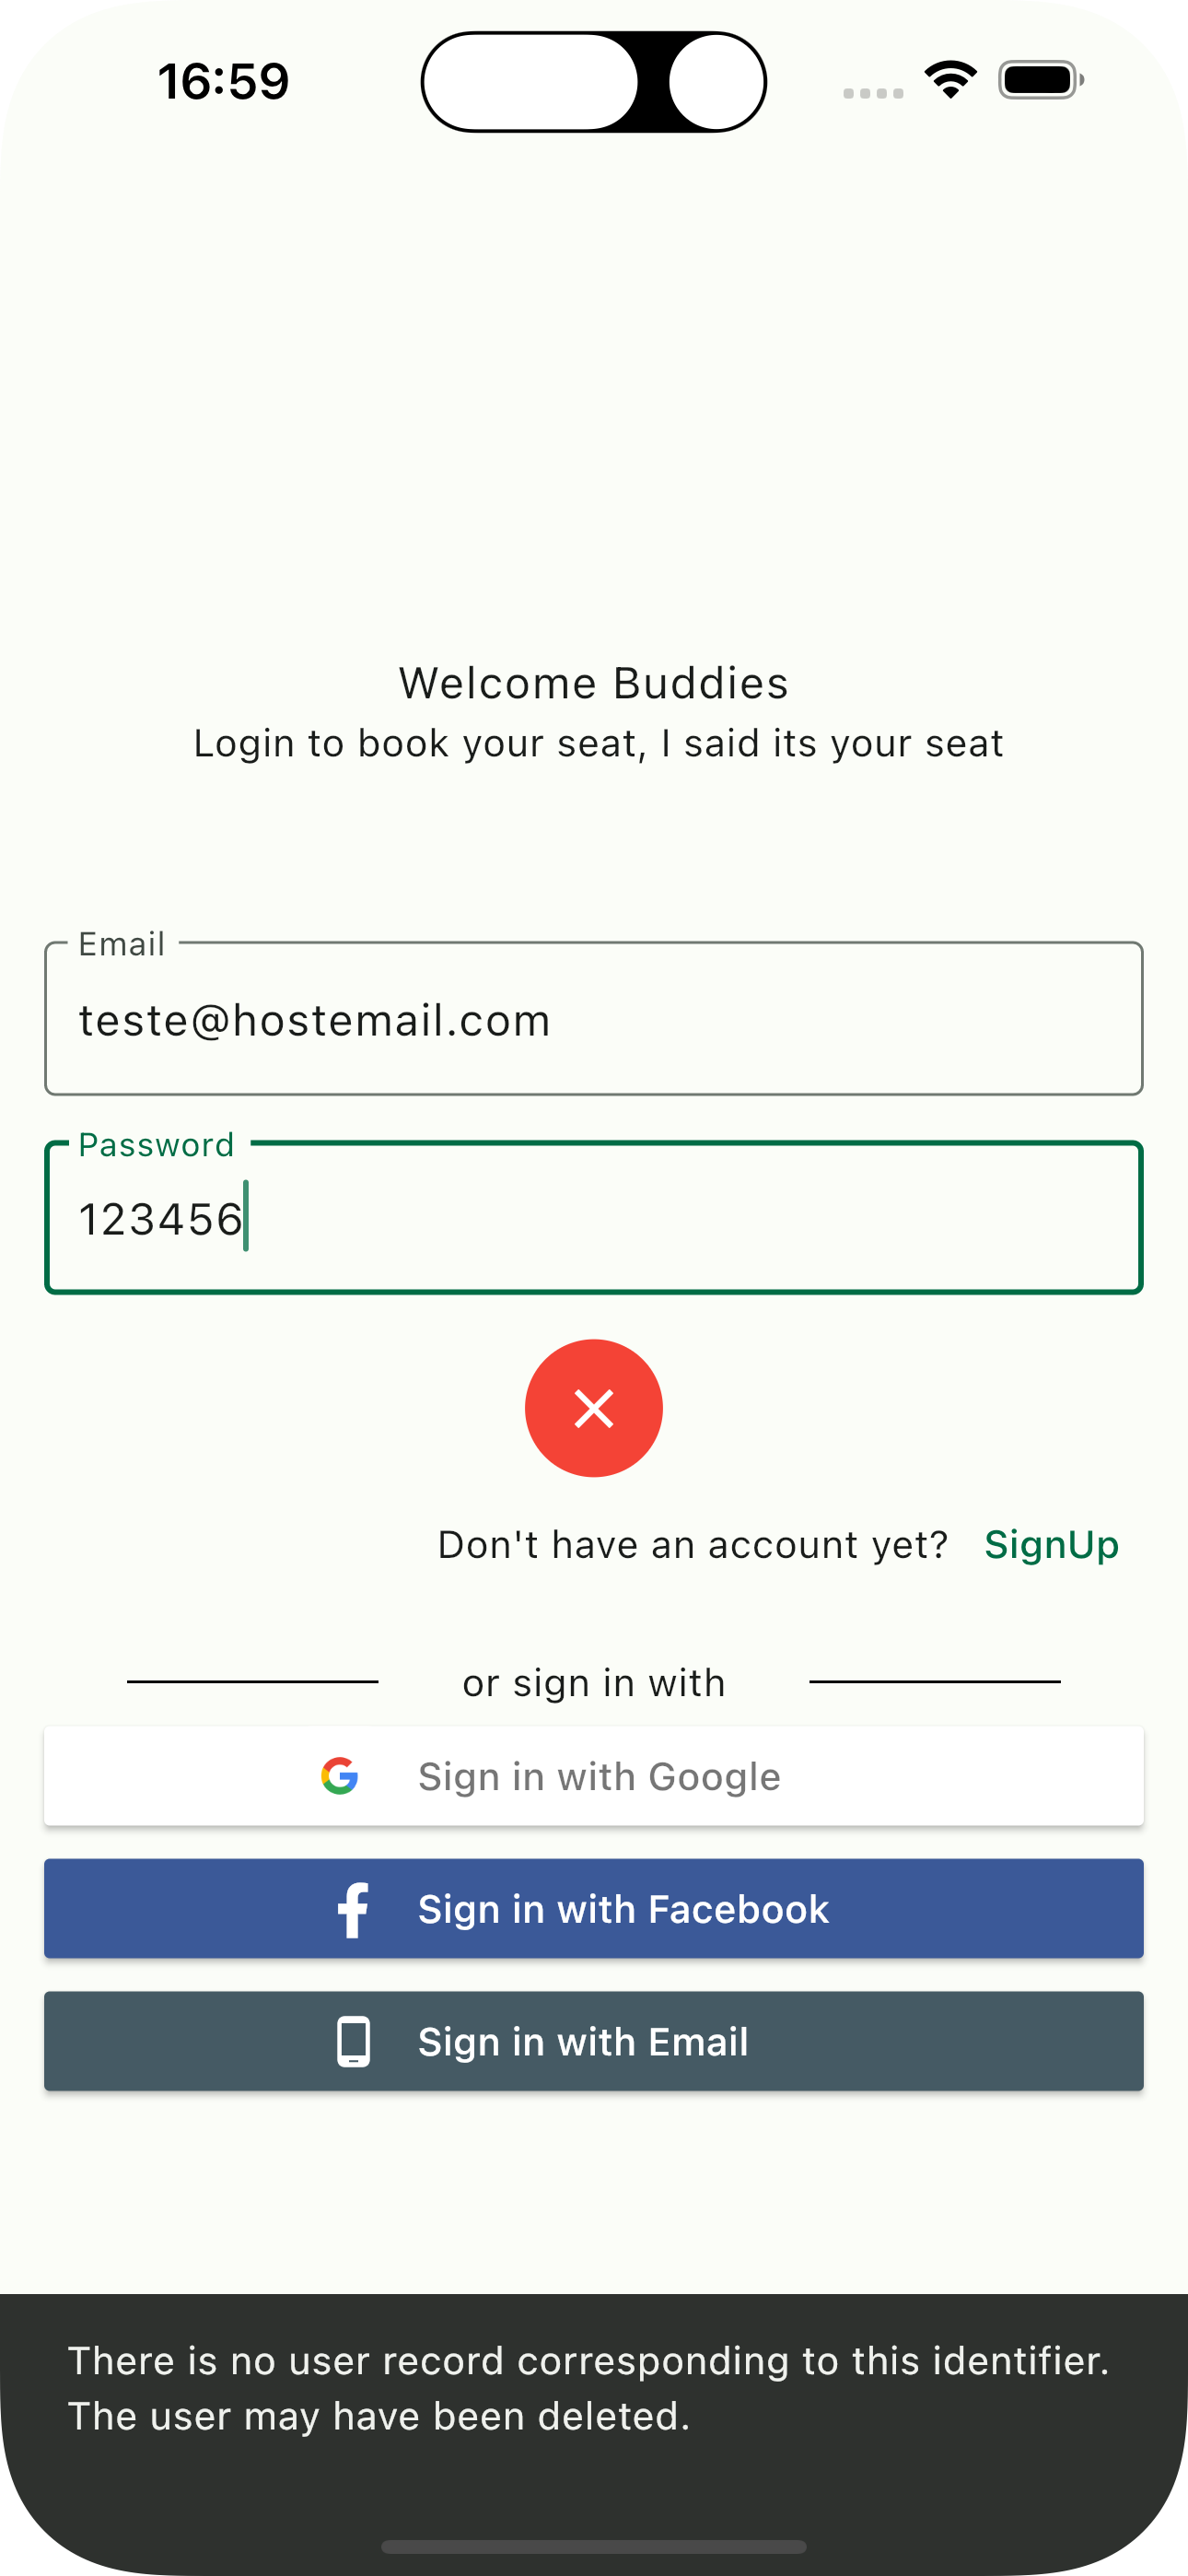 16:59
Welcome Buddies
Login to book your seat, I said its your seat
Email
teste@hostemail.com
Password
123456
Don't have an account yet? SignUp
or sign in with
Sign in with Google
Sign in with Facebook
Sign in with Email
There is no user record corresponding to this identifier.
The user may have been deleted.